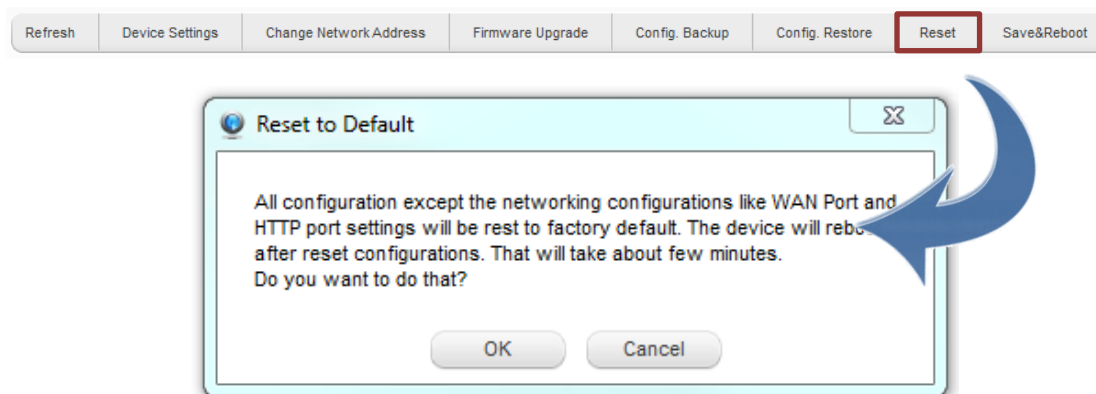 Refresh Device Settings Change Network Address Firmware Upgrade Config. Backup Config. Restore Reset Save&Reboot
Reset to Default
All configuration except the networking configurations like WAN Port and
HTTP port settings will be rest to factory default. The device will
after reset configurations. That will take about few minutes.
Do you want to do that?
OK Cancel